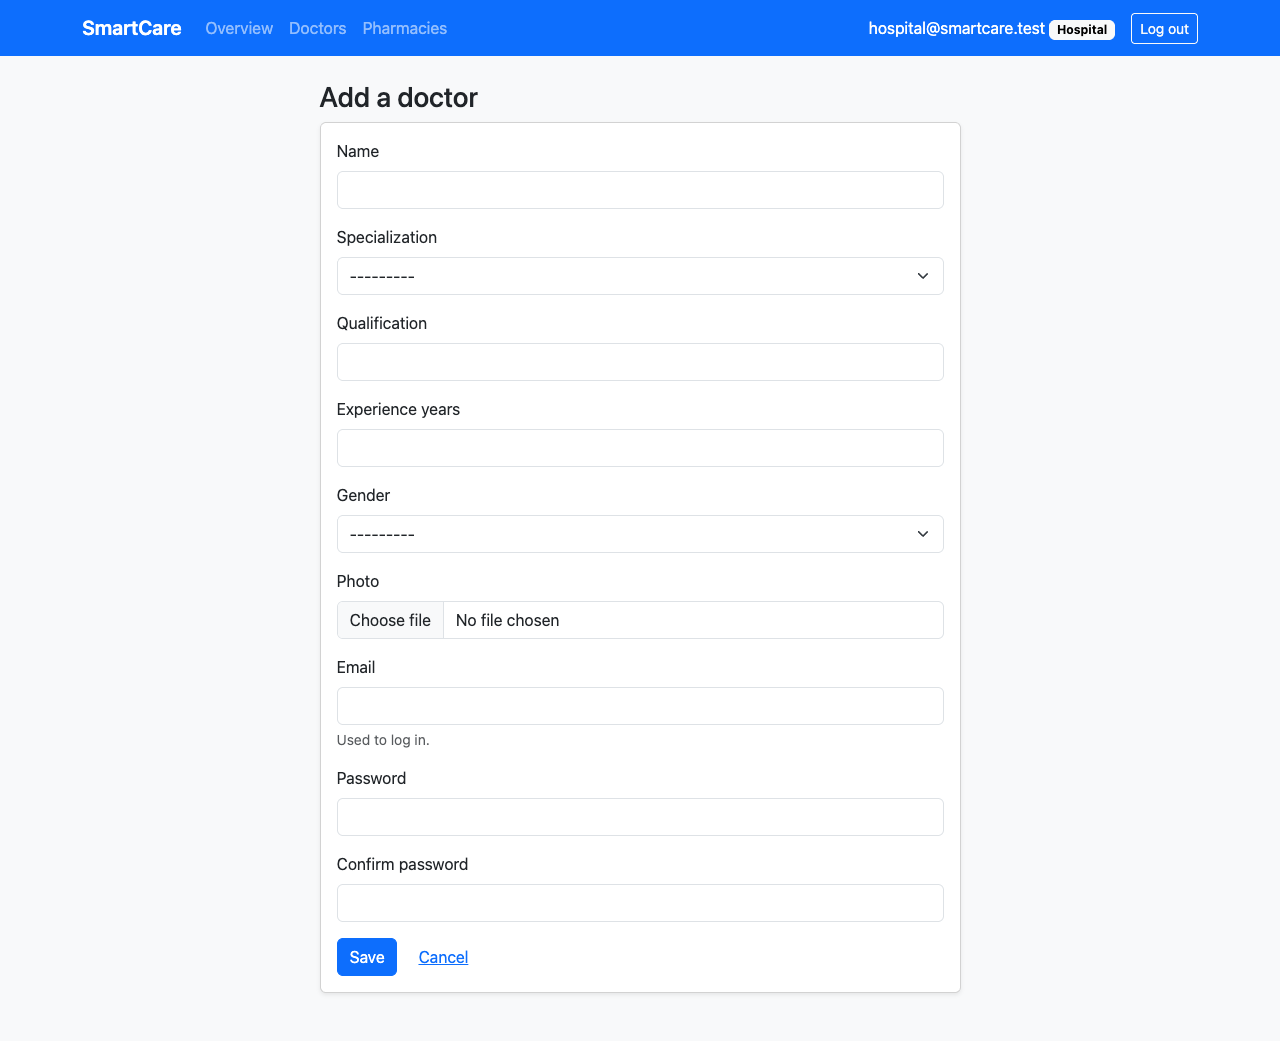 SmartCare Overview Doctors Pharmacies hospital@smartcare.test Hospital Log out
Add a doctor
Name
Specialization
---------
Qualification
Experience years
Gender
---------
Photo
Choose file No file chosen
Email
Used to log in.
Password
Confirm password
Save Cancel